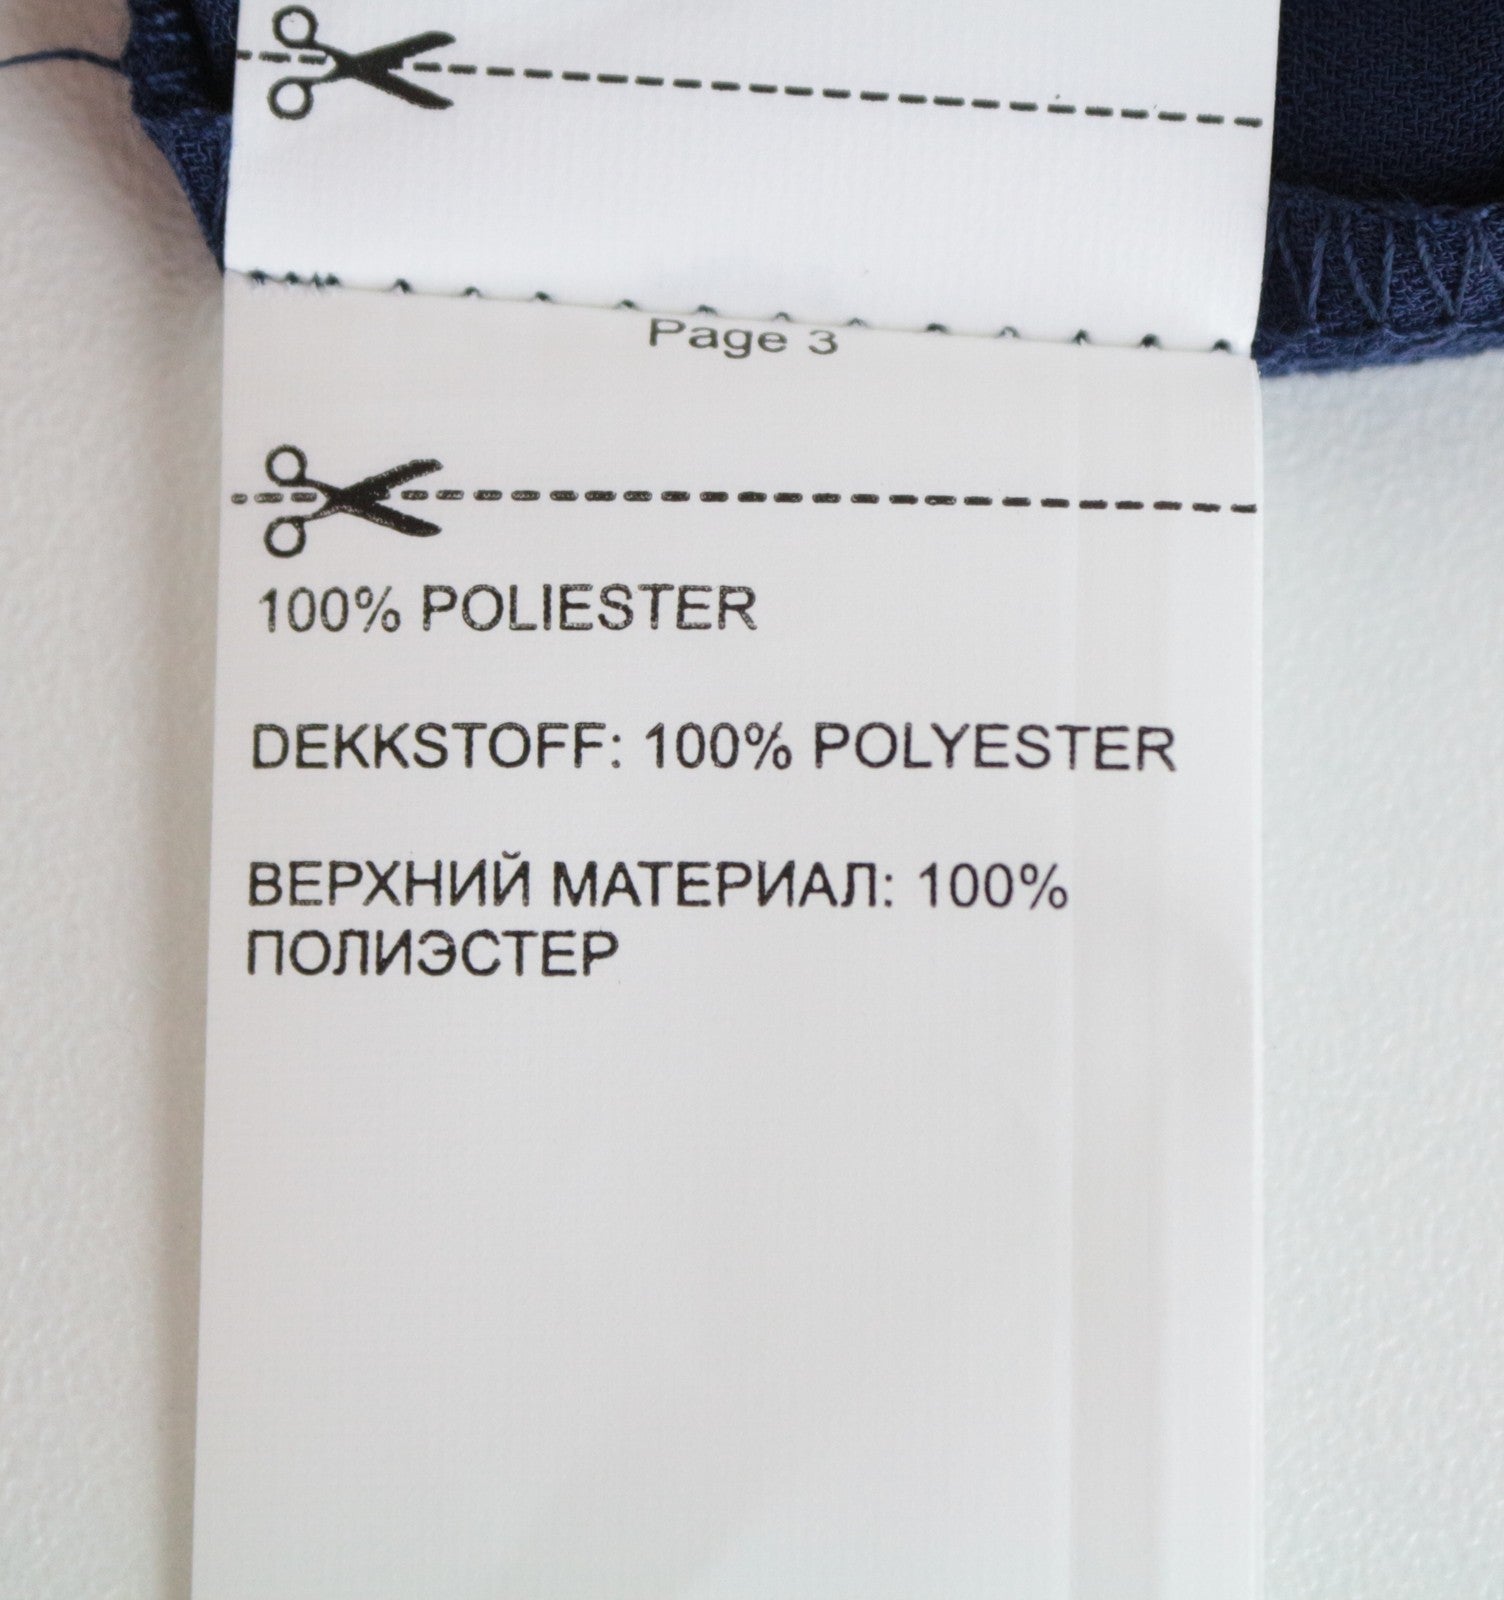 Page 3
100% POLIESTER
DEKKSTOFF: 100% POLYESTER
ВЕРХНИЙ МАТЕРИАЛ: 100%
ПОЛИЭСТЕР